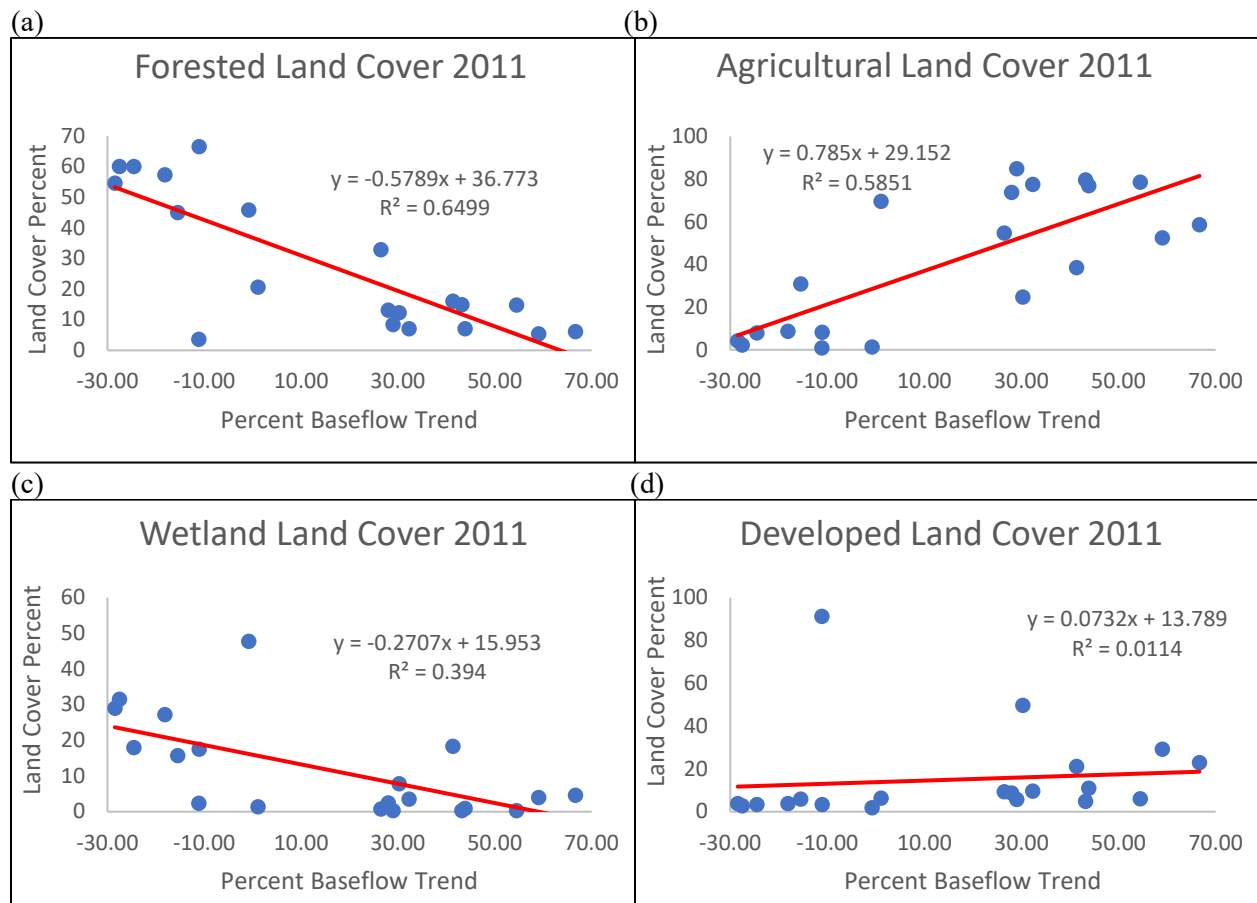 (a)
Forested Land Cover 2011
y = -0.5789x + 36.773
R² = 0.6499
Land Cover Percent
70
60
50
40
30
20
10
0
-30.00 -10.00 10.00 30.00 50.00 70.00
Percent Baseflow Trend
(b)
Agricultural Land Cover 2011
y = 0.785x + 29.152
R² = 0.5851
Land Cover Percent
100
80
60
40
20
0
-30.00 -10.00 10.00 30.00 50.00 70.00
Percent Baseflow Trend
(c)
Wetland Land Cover 2011
y = -0.2707x + 15.953
R² = 0.394
Land Cover Percent
60
50
40
30
20
10
0
-30.00 -10.00 10.00 30.00 50.00 70.00
Percent Baseflow Trend
(d)
Developed Land Cover 2011
y = 0.0732x + 13.789
R² = 0.0114
Land Cover Percent
100
80
60
40
20
0
-30.00 -10.00 10.00 30.00 50.00 70.00
Percent Baseflow Trend